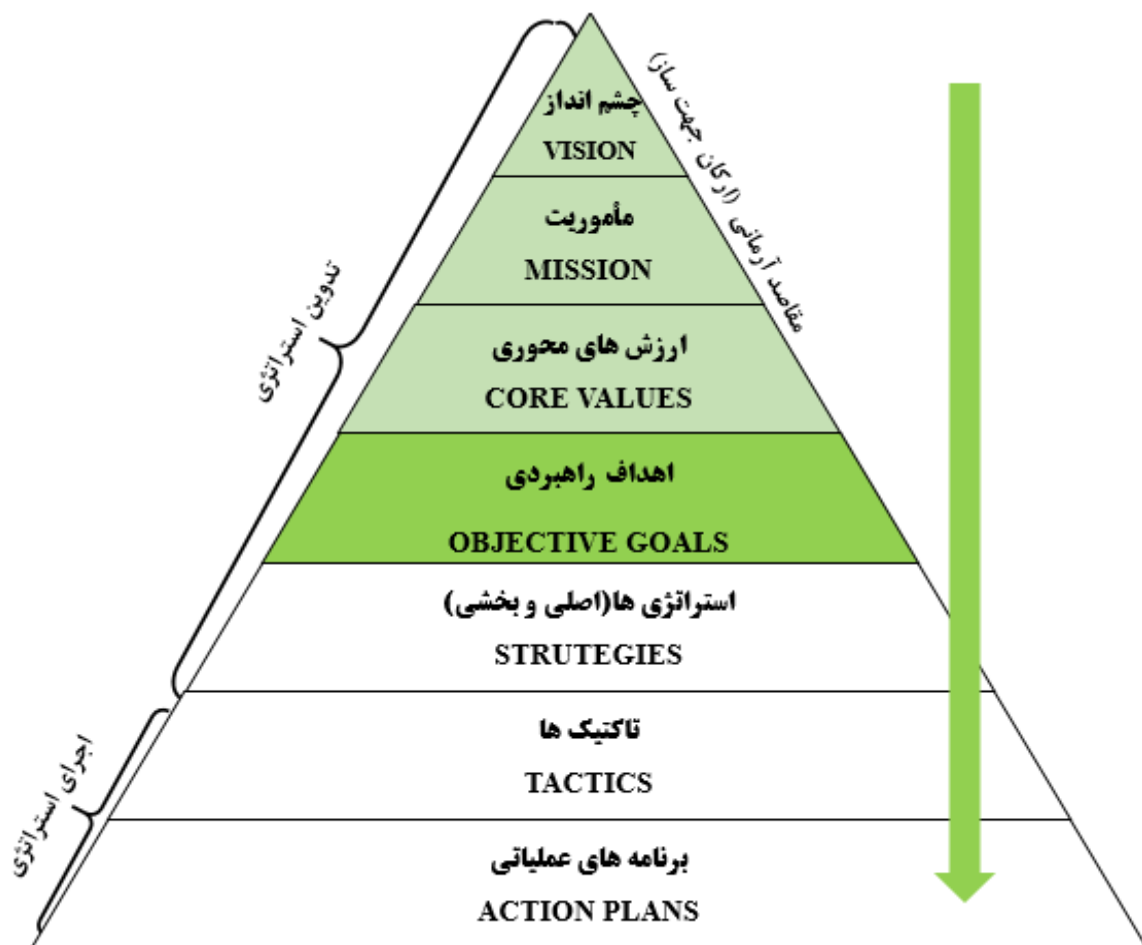 چشم انداز
VISION
مأموریت
MISSION
ارزش های محوری
CORE VALUES
اهداف راهبردی
OBJECTIVE GOALS
استراتژی ها(اصلی و بخشی)
STRUTEGIES
تاکتیک ها
TACTICS
برنامه های عملیاتی
ACTION PLANS
مقاصد آرمانی (ارکان جهت ساز)
تدوین استراتژی
اجرای استراتژی